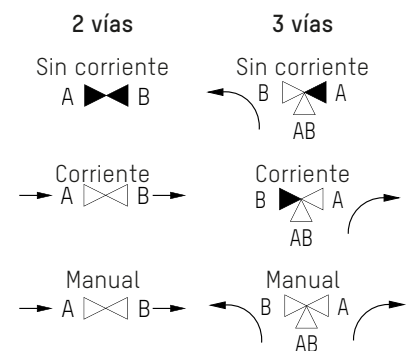 2 vías 3 vías
Sin corriente Sin corriente
A B B A
AB
Corriente Corriente
A B B A
AB
Manual Manual
A B B A
AB